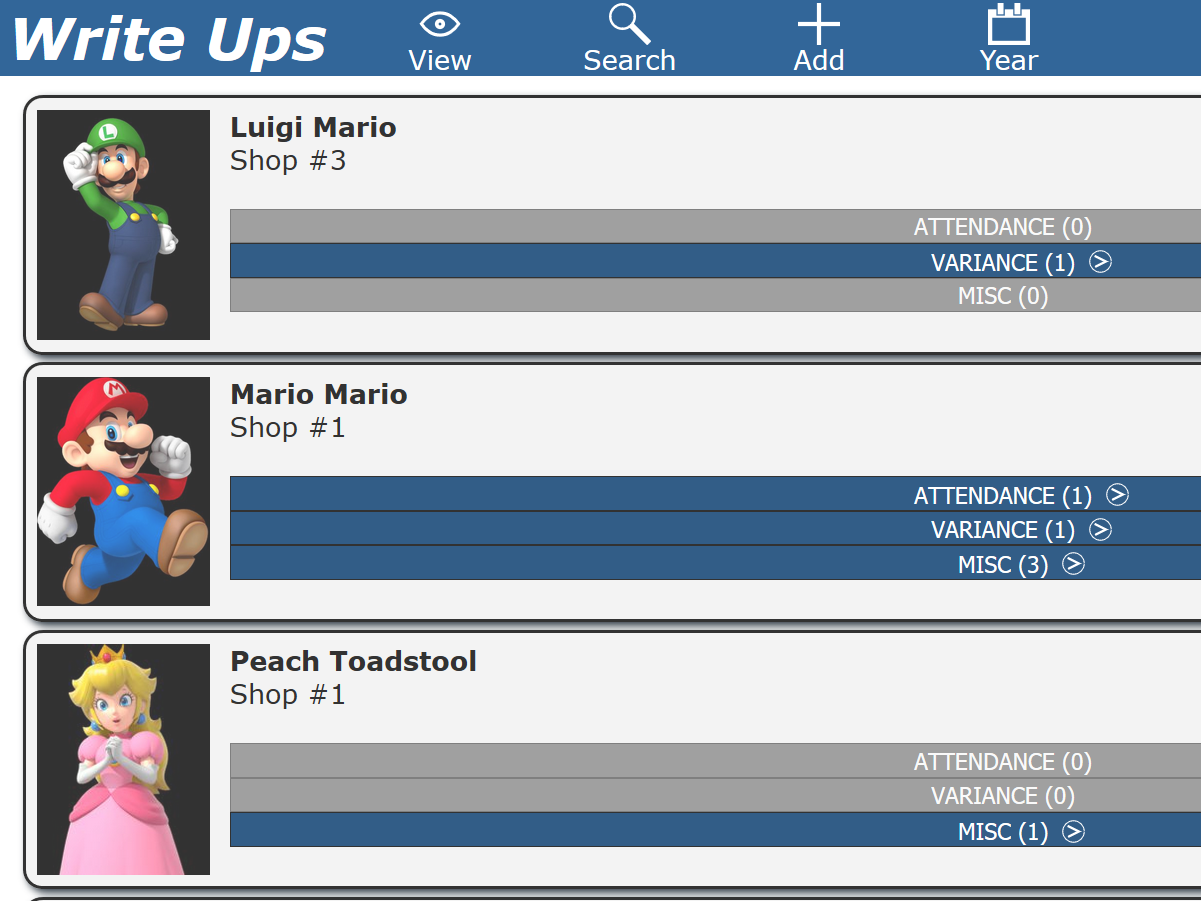 Write Ups
View
Search
Add
Year
L
Luigi Mario
Shop #3
ATTENDANCE (0)
VARIANCE (1)
MISC (0)
M
Mario Mario
Shop #1
ATTENDANCE (1)
VARIANCE (1)
MISC (3)
Peach Toadstool
Shop #1
ATTENDANCE (0)
VARIANCE (0)
MISC (1)